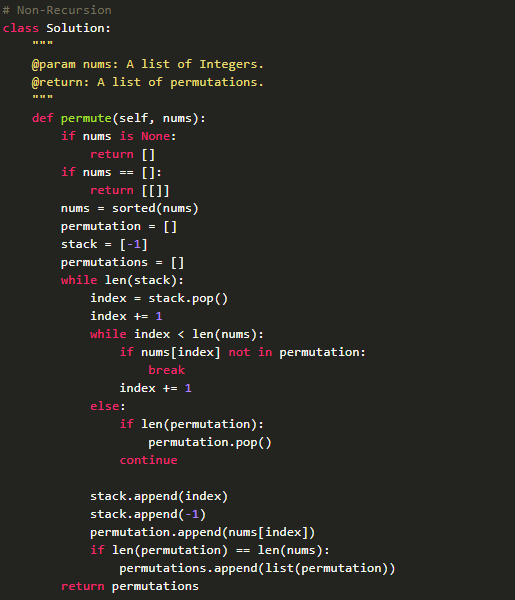 # Non-Recursion
class Solution:
    """
    @param nums: A list of Integers.
    @return: A list of permutations.
    """
    def permute(self, nums):
        if nums is None:
            return []
        if nums == []:
            return [[]]
        nums = sorted(nums)
        permutation = []
        stack = [-1]
        permutations = []
        while len(stack):
            index = stack.pop()
            index += 1
            while index < len(nums):
                if nums[index] not in permutation:
                    break
                index += 1
            else:
                if len(permutation):
                    permutation.pop()
                continue

            stack.append(index)
            stack.append(-1)
            permutation.append(nums[index])
            if len(permutation) == len(nums):
                permutations.append(list(permutation))
        return permutations